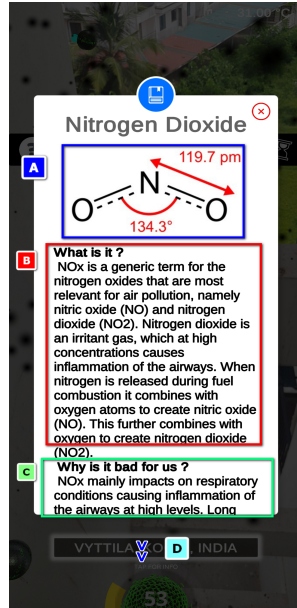 31.00 °C
Nitrogen Dioxide
119.7 pm
A
N
O
O
134.3°
B
What is it ?
NOx is a generic term for the
nitrogen oxides that are most
relevant for air pollution, namely
nitric oxide (NO) and nitrogen
dioxide (NO2). Nitrogen dioxide is
an irritant gas, which at high
concentrations causes
inflammation of the airways. When
nitrogen is released during fuel
combustion it combines with
oxygen atoms to create nitric oxide
(NO). This further combines with
oxygen to create nitrogen dioxide
(NO2).
C
Why is it bad for us ?
NOx mainly impacts on respiratory
conditions causing inflammation of
the airways at high levels. Long
VYTTILA, KO , INDIA
D
53